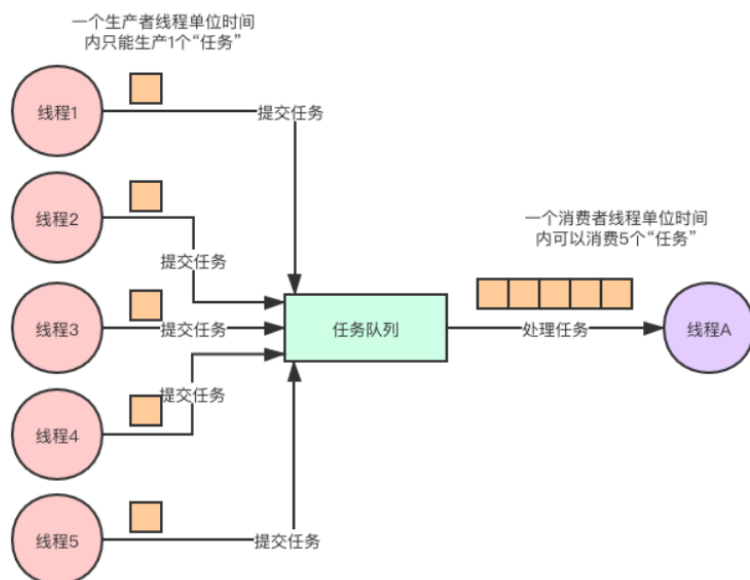 一个生产者线程单位时间
内只能生产1个“任务”
线程1
提交任务
线程2
提交任务
一个消费者线程单位时间
内可以消费5个“任务”
线程3
提交任务
任务队列
处理任务
线程A
提交任务
线程4
线程5
提交任务